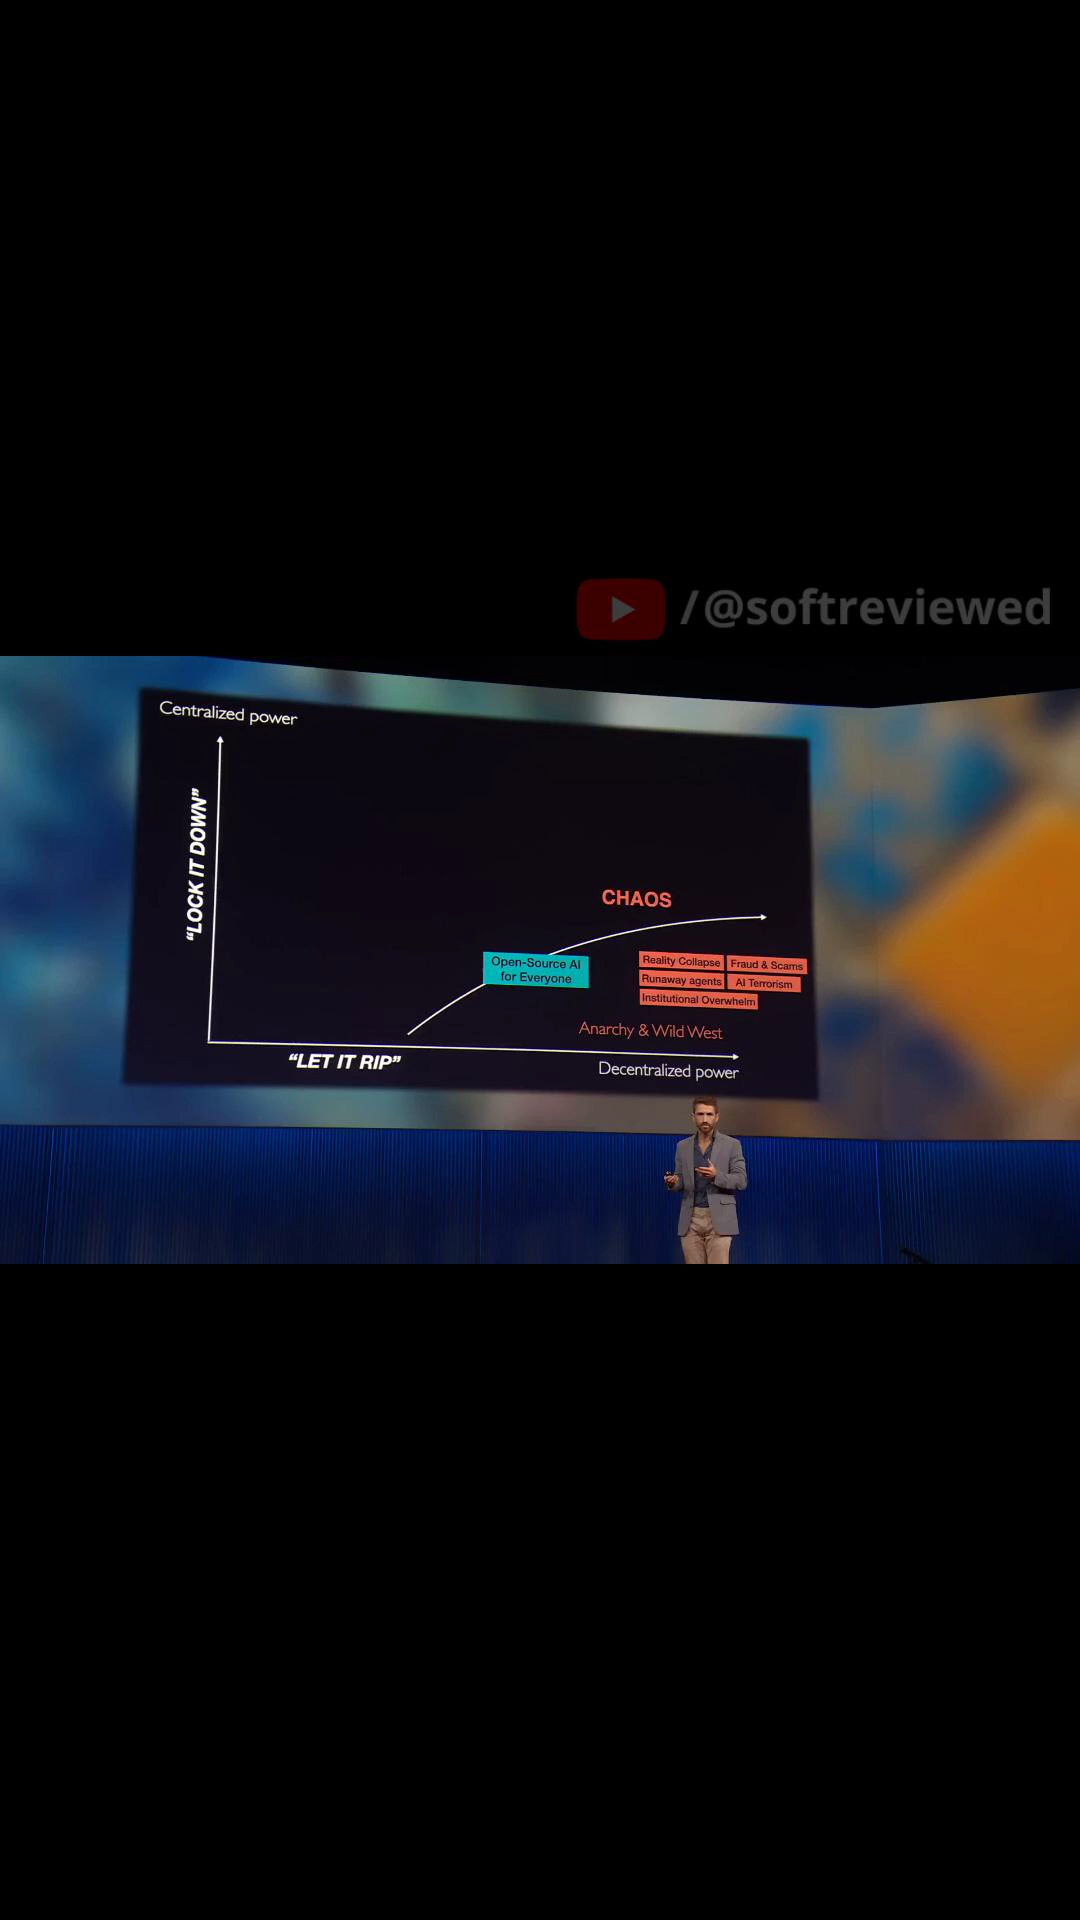 /@softreviewed
Centralized power
"LOCK IT DOWN"
CHAOS
Open-Source AI
for Everyone
Reality Collapse
Fraud & Scams
Runaway agents
AI Terrorism
Institutional Overwhelm
Anarchy & Wild West
"LET IT RIP"
Decentralized power